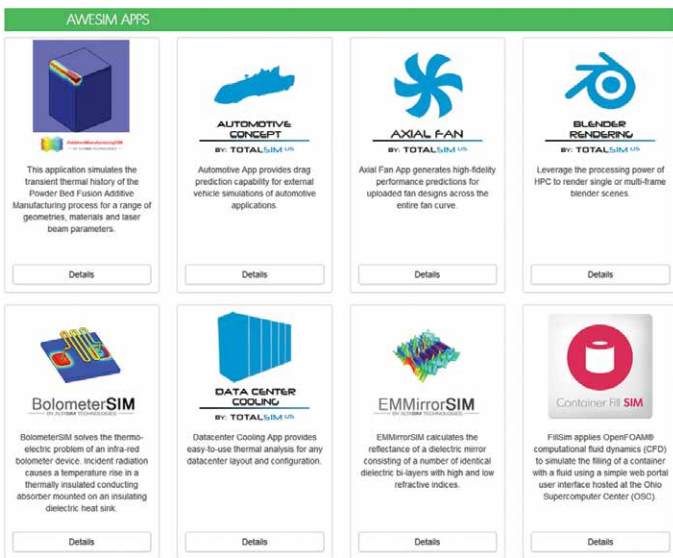 AWESIM APPS
AdditiveManufacturingSIM
BY ALTASIM TECHNOLOGIES
This application simulates the
transient thermal history of the
Powder Bed Fusion Additive
Manufacturing process for a range of
geometries, materials and laser
beam parameters.
Details
AUTOMOTIVE
CONCEPT
BY: TOTALSIM US
Automotive App provides drag
prediction capability for external
vehicle simulations of automotive
applications.
Details
AXIAL FAN
BY: TOTALSIM US
Axial Fan App generates high-fidelity
performance predictions for
uploaded fan designs across the
entire fan curve.
Details
BLENDER
RENDERING
BY: TOTALSIM US
Leverage the processing power of
HPC to render single or multi-frame
blender scenes.
Details
BolometerSIM
BY ALTASIM TECHNOLOGIES
BolometerSIM solves the thermo-
electric problem of an infra-red
bolometer device. Incident radiation
causes a temperature rise in a
thermally insulated conducting
absorber mounted on an insulating
dielectric heat sink.
Details
DATA CENTER
COOLING
BY: TOTALSIM US
Datacenter Cooling App provides
easy-to-use thermal analysis for any
datacenter layout and configuration.
Details
EMMirrorSIM
BY ALTASIM TECHNOLOGIES
EMMirrorSIM calculates the
reflectance of a dielectric mirror
consisting of a number of identical
dielectric bi-layers with high and low
refractive indices.
Details
Container Fill SIM
FillSim applies OpenFOAM®
computational fluid dynamics (CFD)
to simulate the filling of a container
with a fluid using a simple web portal
user interface hosted at the Ohio
Supercomputer Center (OSC).
Details